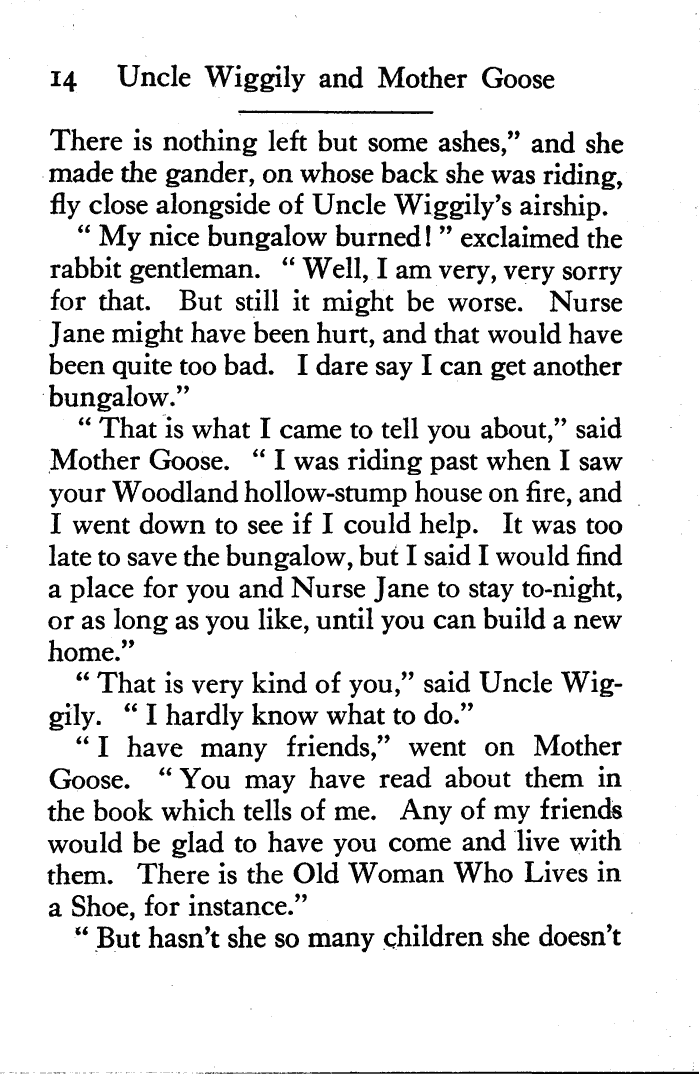 14 Uncle Wiggily and Mother Goose
There is nothing left but some ashes,” and she
made the gander, on whose back she was riding,
fly close alongside of Uncle Wiggily’s airship.
“ My nice bungalow burned! ” exclaimed the
rabbit gentleman. “ Well, I am very, very sorry
for that. But still it might be worse. Nurse
Jane might have been hurt, and that would have
been quite too bad. I dare say I can get another
bungalow.”
“ That is what I came to tell you about,” said
Mother Goose. “ I was riding past when I saw
your Woodland hollow-stump house on fire, and
I went down to see if I could help. It was too
late to save the bungalow, but I said I would find
a place for you and Nurse Jane to stay to-night,
or as long as you like, until you can build a new
home.”
“ That is very kind of you,” said Uncle Wig-
gily. “ I hardly know what to do.”
“ I have many friends,” went on Mother
Goose. “ You may have read about them in
the book which tells of me. Any of my friends
would be glad to have you come and live with
them. There is the Old Woman Who Lives in
a Shoe, for instance.”
“ But hasn’t she so many children she doesn’t